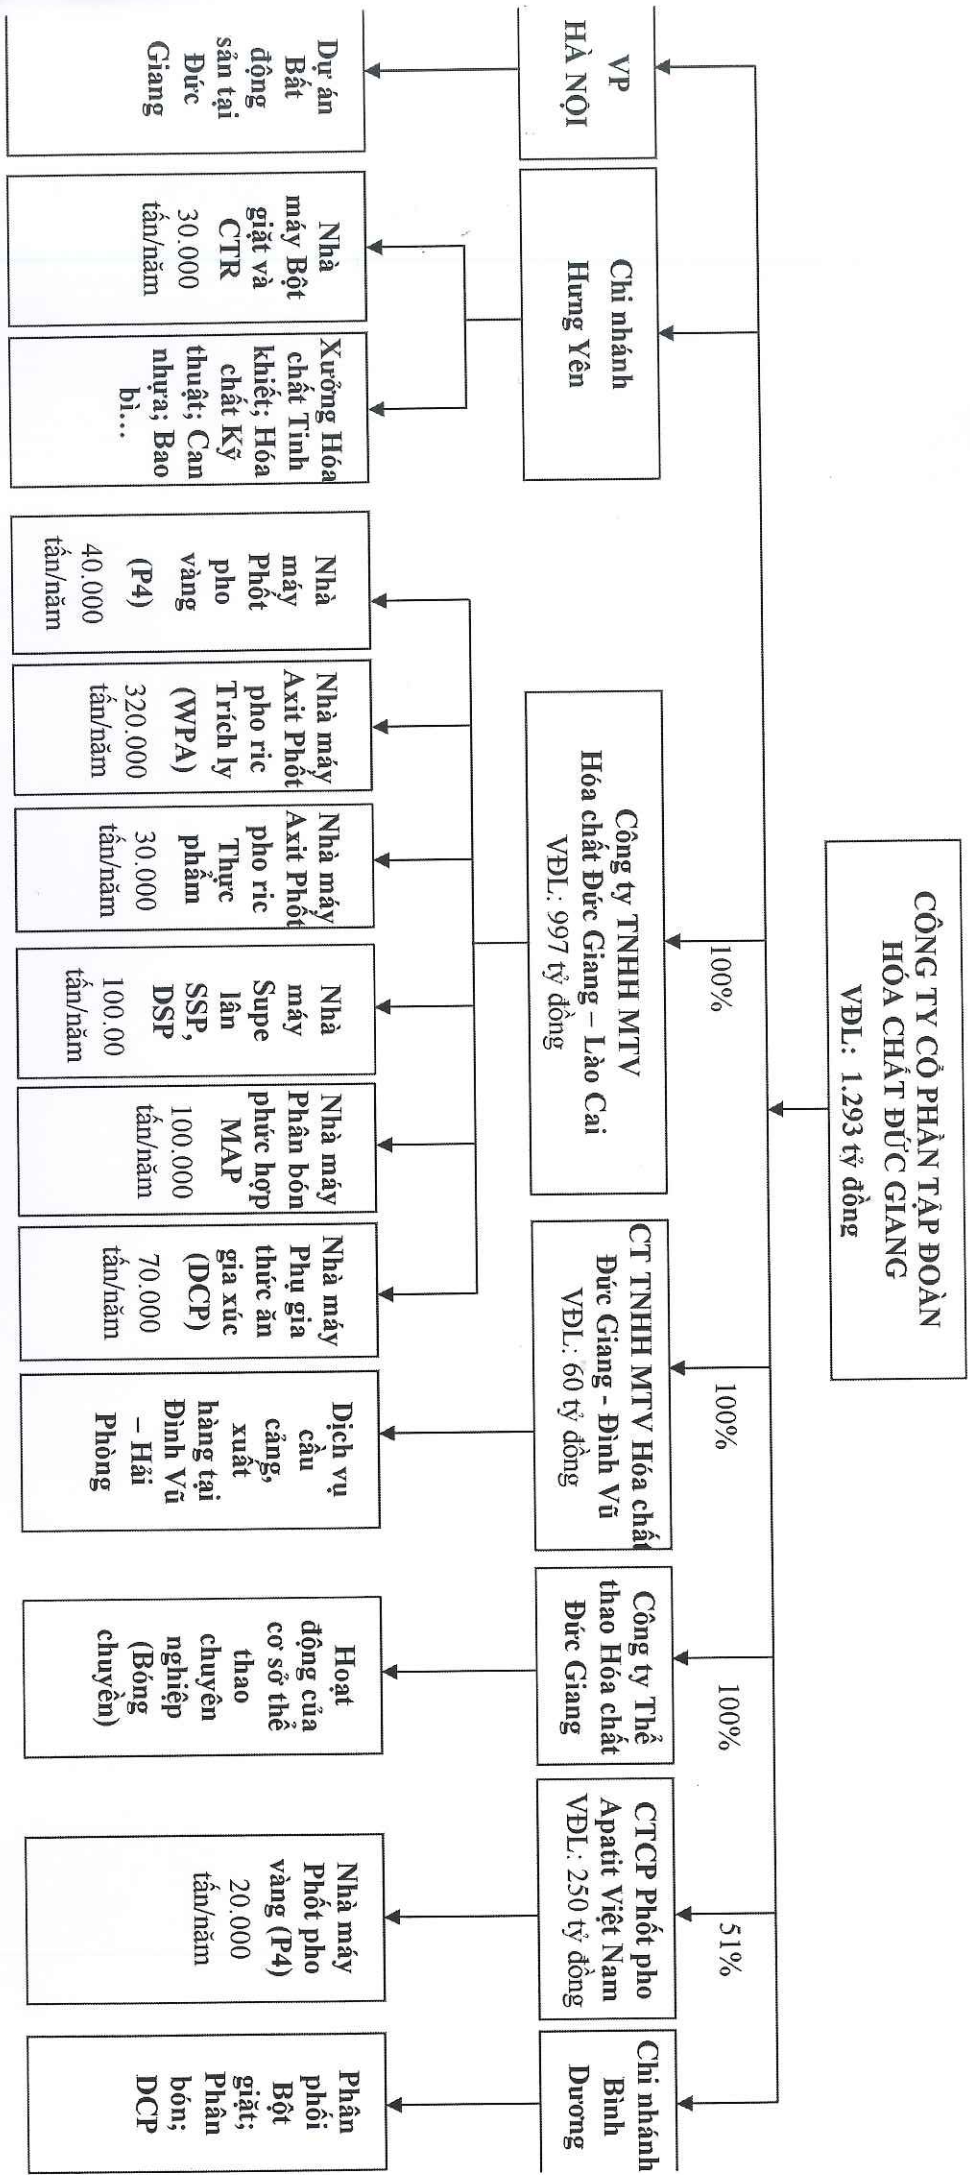 CÔNG TY CỔ PHẦN TẬP ĐOÀN
HÓA CHẤT ĐỨC GIANG
VĐL: 1.293 tỷ đồng
100%
100%
100%
51%
VP
HÀ NỘI
Chi nhánh
Hưng Yên
Công ty TNHH MTV
Hóa chất Đức Giang – Lào Cai
VĐL: 997 tỷ đồng
CT TNHH MTV Hóa chất
Đức Giang - Đình Vũ
VĐL: 60 tỷ đồng
Công ty Thể
thao Hóa chất
Đức Giang
CTCP Phốt pho
Apatit Việt Nam
VĐL: 250 tỷ đồng
Chi nhánh
Bình
Dương
Dự án
Bất
động
sản tại
Đức
Giang
Nhà
máy Bột
giặt và
CTR
30.000
tấn/năm
Xưởng Hóa
chất Tinh
khiết; Hóa
chất Kỹ
thuật; Can
nhựa; Bao
bì...
Nhà
máy
Phốt
pho
vàng
(P4)
40.000
tấn/năm
Nhà máy
Axit Phốt
pho ric
Trích ly
(WPA)
320.000
tấn/năm
Nhà máy
Axit Phốt
pho ric
Thực
phẩm
30.000
tấn/năm
Nhà
máy
Supe
lân
SSP,
DSP
100.00
tấn/năm
Nhà máy
Phân bón
phức hợp
MAP
100.000
tấn/năm
Nhà máy
Phụ gia
thức ăn
gia xúc
(DCP)
70.000
tấn/năm
Dịch vụ
cầu
cảng,
xuất
hàng tại
Đình Vũ
– Hải
Phòng
Hoạt
động của
cơ sở thể
thao
chuyên
nghiệp
(Bóng
chuyền)
Nhà máy
Phốt pho
vàng (P4)
20.000
tấn/năm
Phân
phối
Bột
giặt;
Phân
bón;
DCP